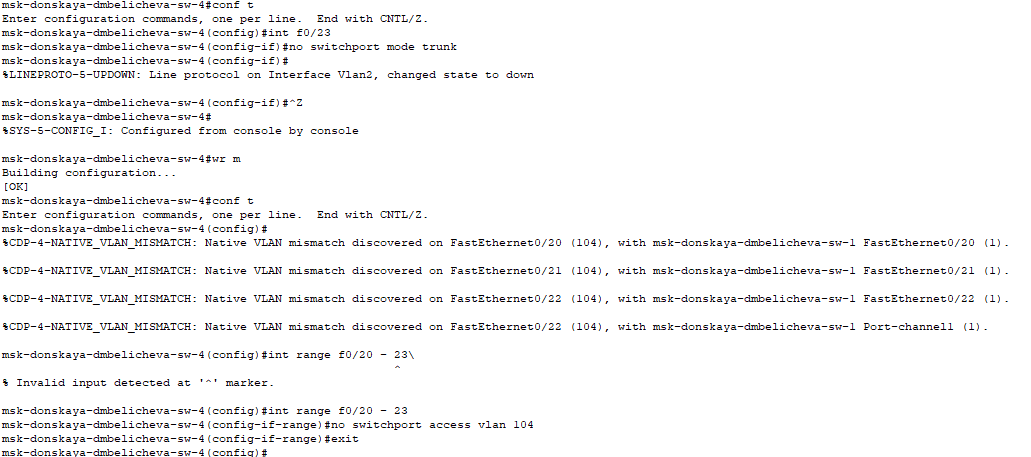 msk-donskaya-dmbelicheva-sw-4#conf t
Enter configuration commands, one per line.  End with CNTL/Z.
msk-donskaya-dmbelicheva-sw-4(config)#int f0/23
msk-donskaya-dmbelicheva-sw-4(config-if)#no switchport mode trunk
msk-donskaya-dmbelicheva-sw-4(config-if)#
%LINEPROTO-5-UPDOWN: Line protocol on Interface Vlan2, changed state to down
msk-donskaya-dmbelicheva-sw-4(config-if)#^Z
msk-donskaya-dmbelicheva-sw-4#
%SYS-5-CONFIG_I: Configured from console by console
msk-donskaya-dmbelicheva-sw-4#wr m
Building configuration...
[OK]
msk-donskaya-dmbelicheva-sw-4#conf t
Enter configuration commands, one per line.  End with CNTL/Z.
msk-donskaya-dmbelicheva-sw-4(config)#
%CDP-4-NATIVE_VLAN_MISMATCH: Native VLAN mismatch discovered on FastEthernet0/20 (104), with msk-donskaya-dmbelicheva-sw-1 FastEthernet0/20 (1).
%CDP-4-NATIVE_VLAN_MISMATCH: Native VLAN mismatch discovered on FastEthernet0/21 (104), with msk-donskaya-dmbelicheva-sw-1 FastEthernet0/21 (1).
%CDP-4-NATIVE_VLAN_MISMATCH: Native VLAN mismatch discovered on FastEthernet0/22 (104), with msk-donskaya-dmbelicheva-sw-1 FastEthernet0/22 (1).
%CDP-4-NATIVE_VLAN_MISMATCH: Native VLAN mismatch discovered on FastEthernet0/22 (104), with msk-donskaya-dmbelicheva-sw-1 Port-channel1 (1).
msk-donskaya-dmbelicheva-sw-4(config)#int range f0/20 - 23\
^
% Invalid input detected at '^' marker.
msk-donskaya-dmbelicheva-sw-4(config)#int range f0/20 - 23
msk-donskaya-dmbelicheva-sw-4(config-if-range)#no switchport access vlan 104
msk-donskaya-dmbelicheva-sw-4(config-if-range)#exit
msk-donskaya-dmbelicheva-sw-4(config)#